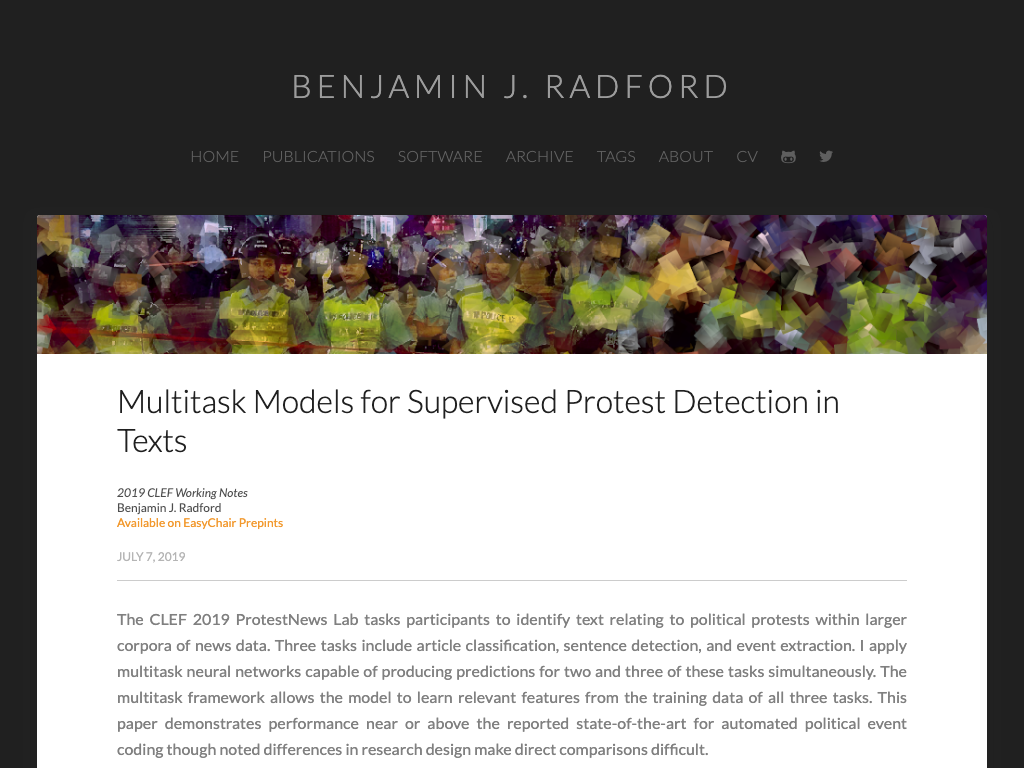 BENJAMIN J. RADFORD
HOME PUBLICATIONS SOFTWARE ARCHIVE TAGS ABOUT CV
Multitask Models for Supervised Protest Detection in
Texts
2019 CLEF Working Notes
Benjamin J. Radford
Available on EasyChair Prepints
JULY 7, 2019
The CLEF 2019 ProtestNews Lab tasks participants to identify text relating to political protests within larger
corpora of news data. Three tasks include article classification, sentence detection, and event extraction. I apply
multitask neural networks capable of producing predictions for two and three of these tasks simultaneously. The
multitask framework allows the model to learn relevant features from the training data of all three tasks. This
paper demonstrates performance near or above the reported state-of-the-art for automated political event
coding though noted differences in research design make direct comparisons difficult.